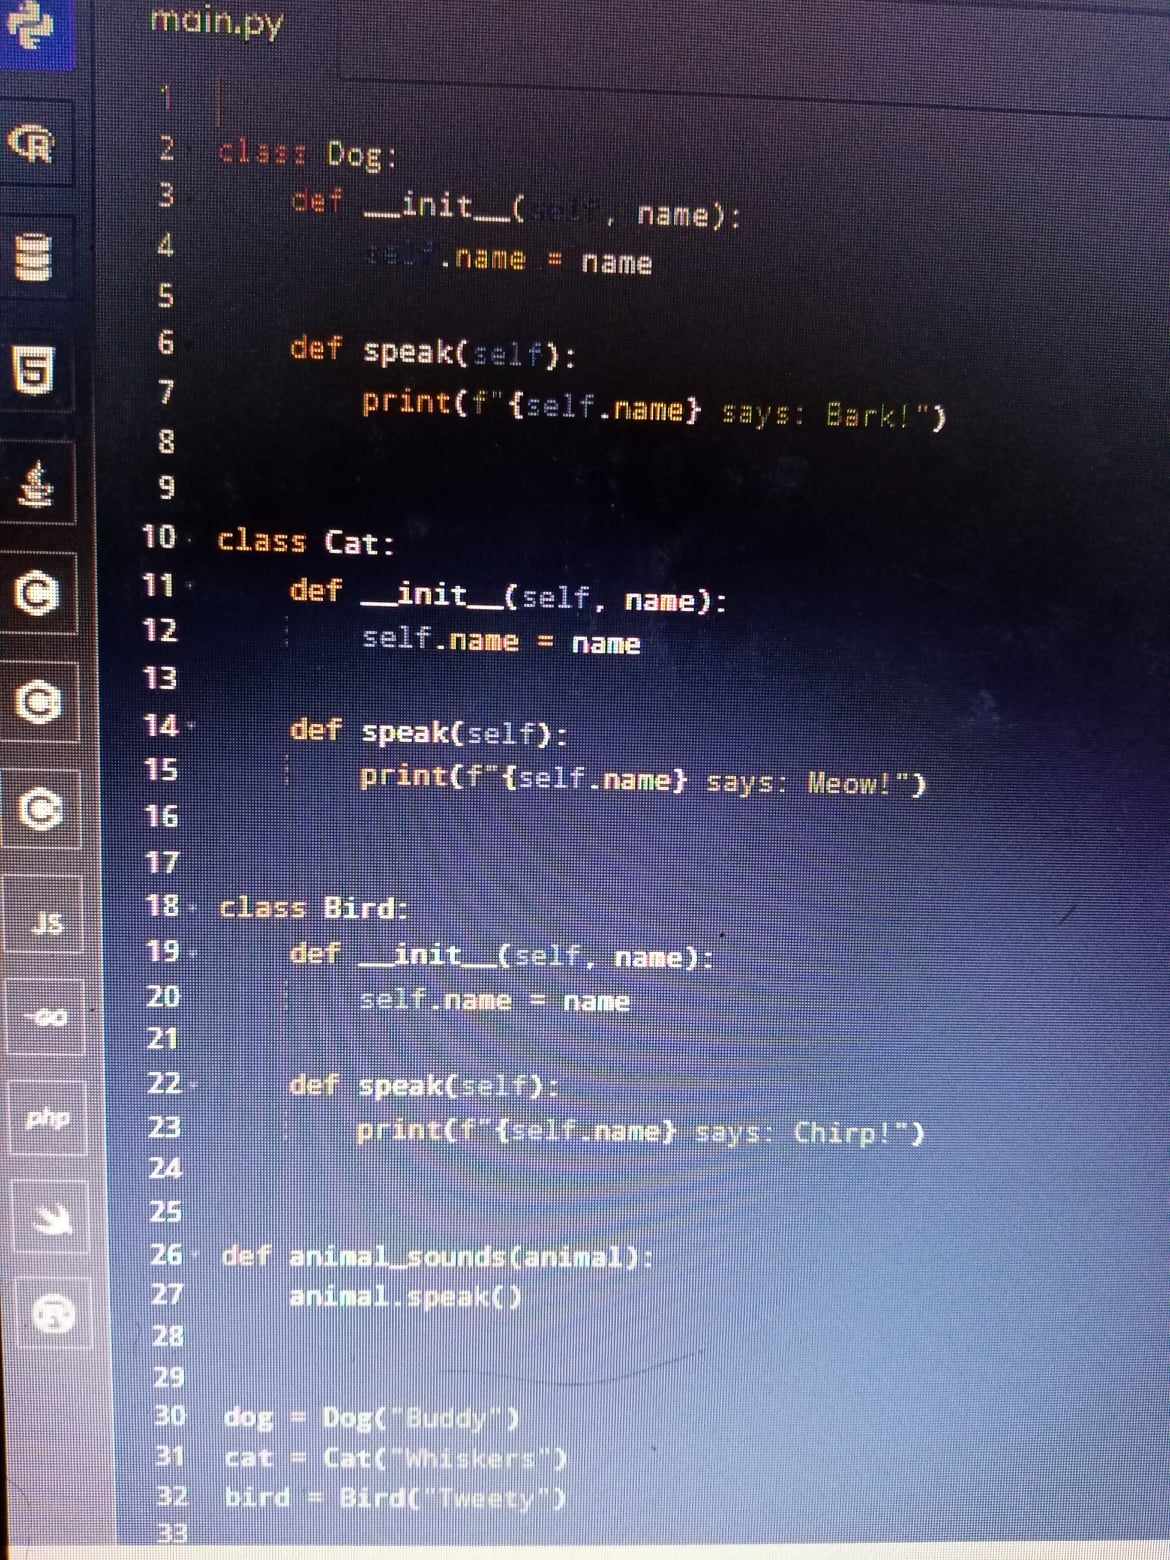 main.py
1
2 class Dog:
3     def __init__(self, name):
4         self.name = name
5
6     def speak(self):
7         print(f"{self.name} says: Bark!")
8
9
10 class Cat:
11     def __init__(self, name):
12         self.name = name
13
14     def speak(self):
15         print(f"{self.name} says: Meow!")
16
17
18 class Bird:
19     def __init__(self, name):
20         self.name = name
21
22     def speak(self):
23         print(f"{self.name} says: Chirp!")
24
25
26 def animal_sounds(animal):
27     animal.speak()
28
29
30 dog = Dog("Buddy")
31 cat = Cat("Whiskers")
32 bird = Bird("Tweety")
33
R
5
C
C
C
JS
GO
php
R